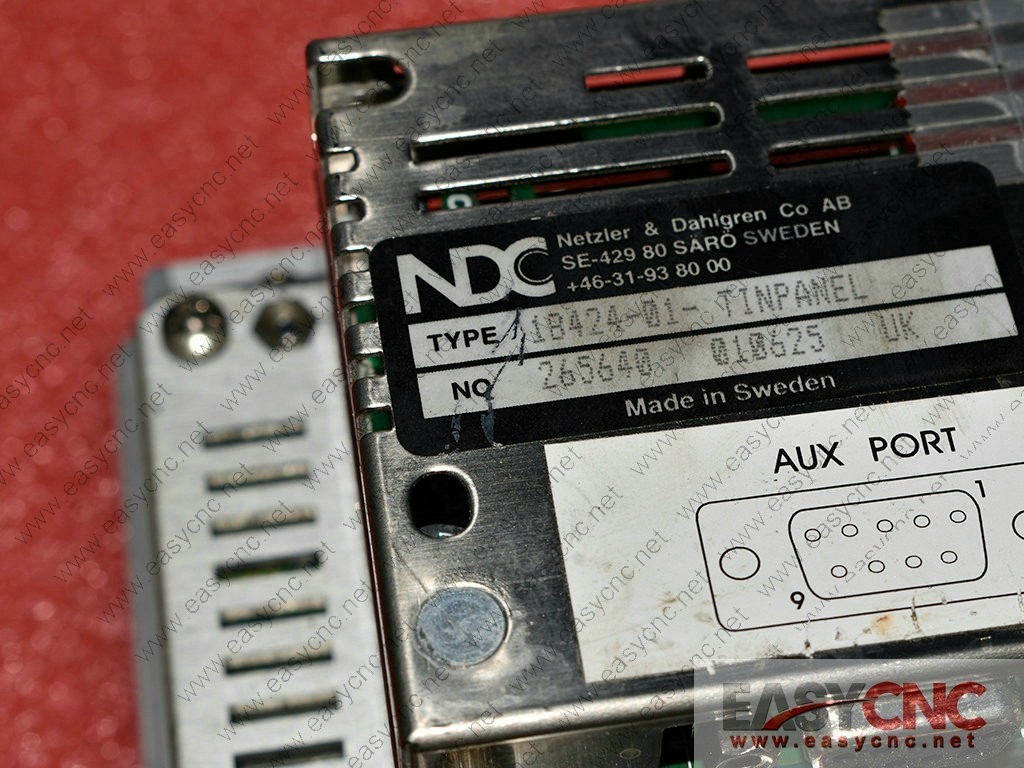 NDC
Netzler & Dahlgren Co AB
SE-429 80 SÄRÖ SWEDEN
+46-31-93 80 00
TYPE 18424-01- TINPANEL
NO 265640 010625 UK
Made in Sweden
AUX PORT
1
9
EASYCNC
www.easycnc.net